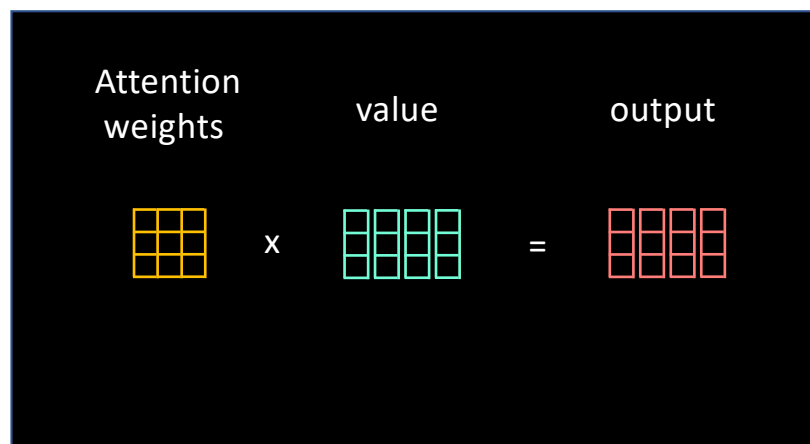 Attention
weights
value
output
x
=